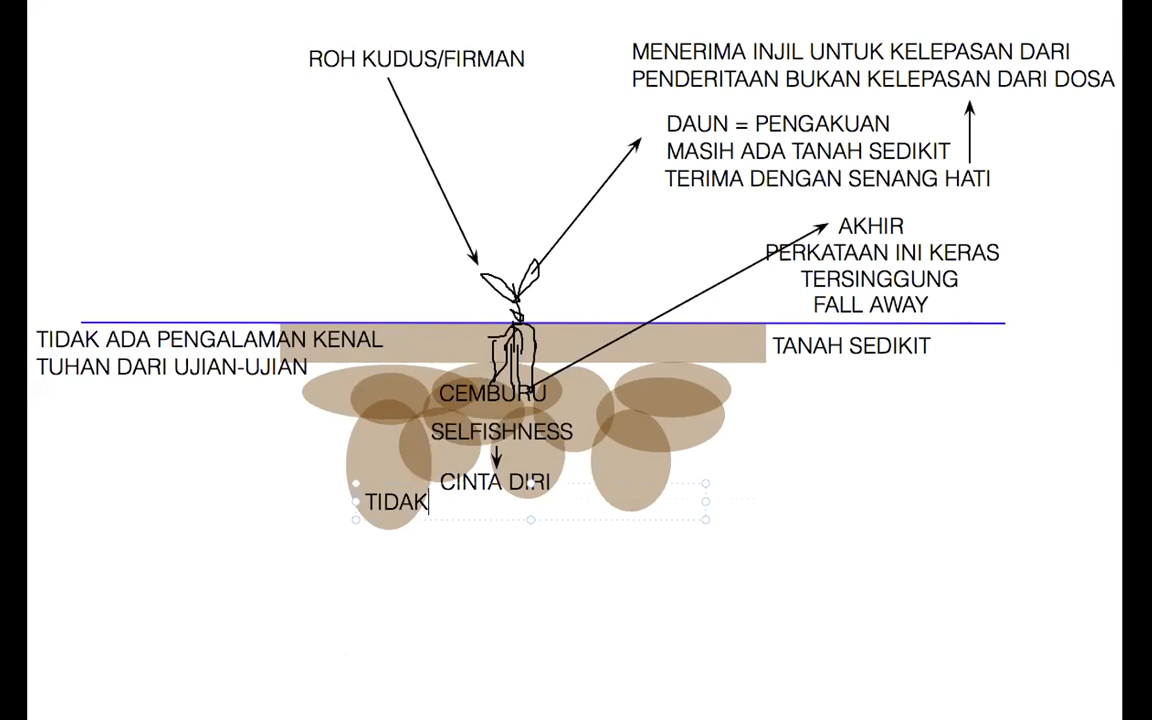 ROH KUDUS/FIRMAN
MENERIMA INJIL UNTUK KELEPASAN DARI
PENDERITAAN BUKAN KELEPASAN DARI DOSA
DAUN = PENGAKUAN
MASIH ADA TANAH SEDIKIT
TERIMA DENGAN SENANG HATI
AKHIR
PERKATAAN INI KERAS
TERSINGGUNG
FALL AWAY
TIDAK ADA PENGALAMAN KENAL
TUHAN DARI UJIAN-UJIAN
TANAH SEDIKIT
CEMBURU
SELFISHNESS
CINTA DIRI
TIDAK